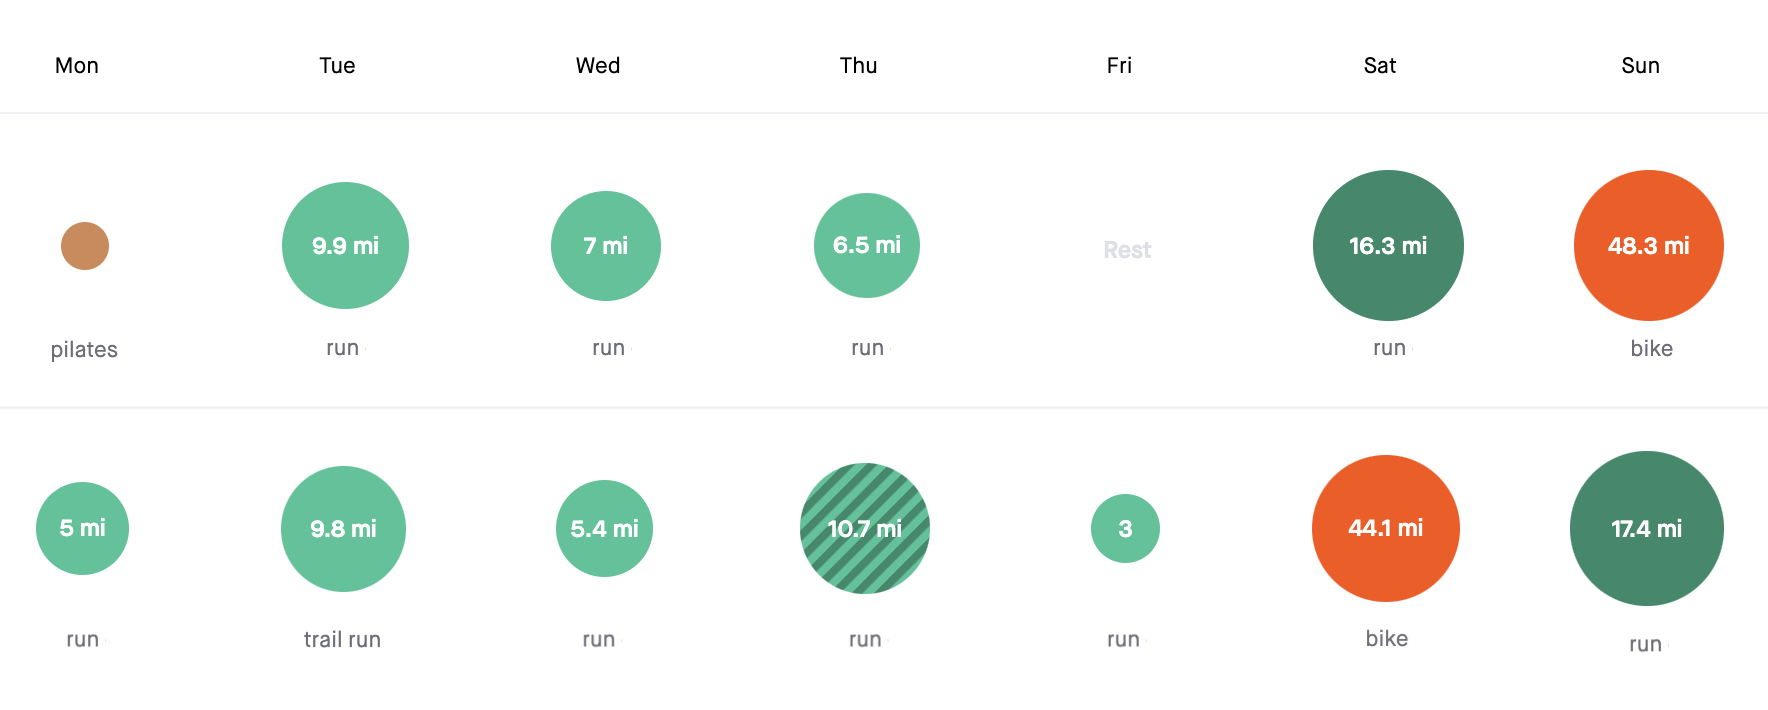 Mon Tue Wed Thu Fri Sat Sun
9.9 mi 7 mi 6.5 mi Rest 16.3 mi 48.3 mi
pilates run run run run bike
5 mi 9.8 mi 5.4 mi 10.7 mi 3 44.1 mi 17.4 mi
run trail run run run run bike run